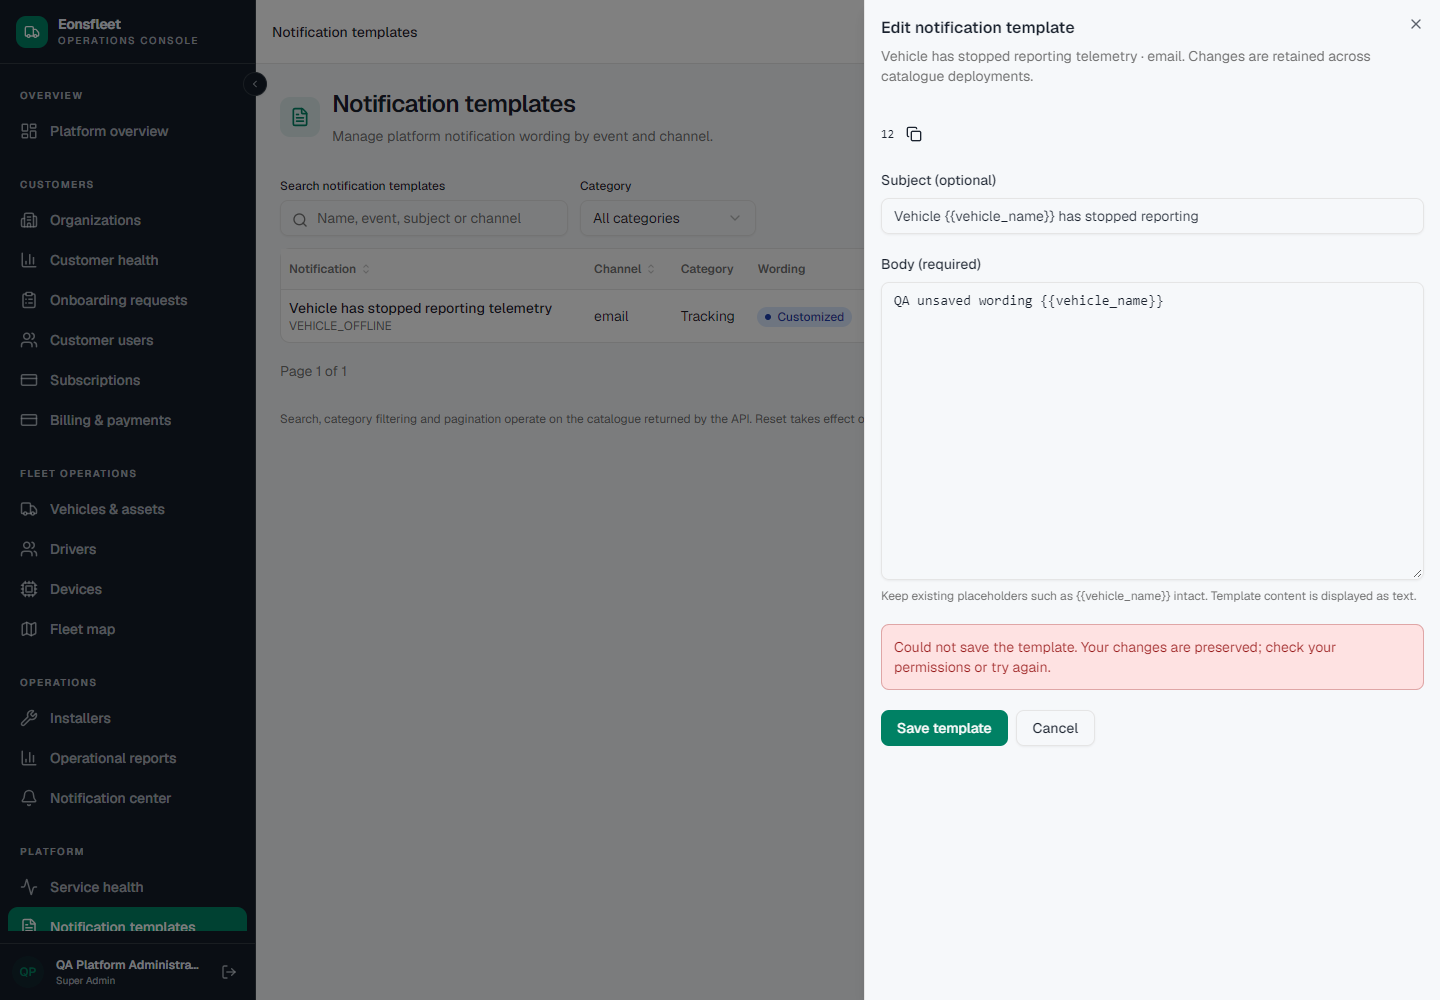 Eonsfleet
OPERATIONS CONSOLE
OVERVIEW
Platform overview
CUSTOMERS
Organizations
Customer health
Onboarding requests
Customer users
Subscriptions
Billing & payments
FLEET OPERATIONS
Vehicles & assets
Drivers
Devices
Fleet map
OPERATIONS
Installers
Operational reports
Notification center
PLATFORM
Service health
Notification templates
QP
QA Platform Administra...
Super Admin
Notification templates
Notification templates
Manage platform notification wording by event and channel.
Search notification templates
Category
Name, event, subject or channel
All categories
Notification
Channel
Category
Wording
Vehicle has stopped reporting telemetry
VEHICLE_OFFLINE
email
Tracking
Customized
Page 1 of 1
Search, category filtering and pagination operate on the catalogue returned by the API. Reset takes effect o
Edit notification template
Vehicle has stopped reporting telemetry · email. Changes are retained across
catalogue deployments.
12
Subject (optional)
Vehicle {{vehicle_name}} has stopped reporting
Body (required)
QA unsaved wording {{vehicle_name}}
Keep existing placeholders such as {{vehicle_name}} intact. Template content is displayed as text.
Could not save the template. Your changes are preserved; check your
permissions or try again.
Save template
Cancel